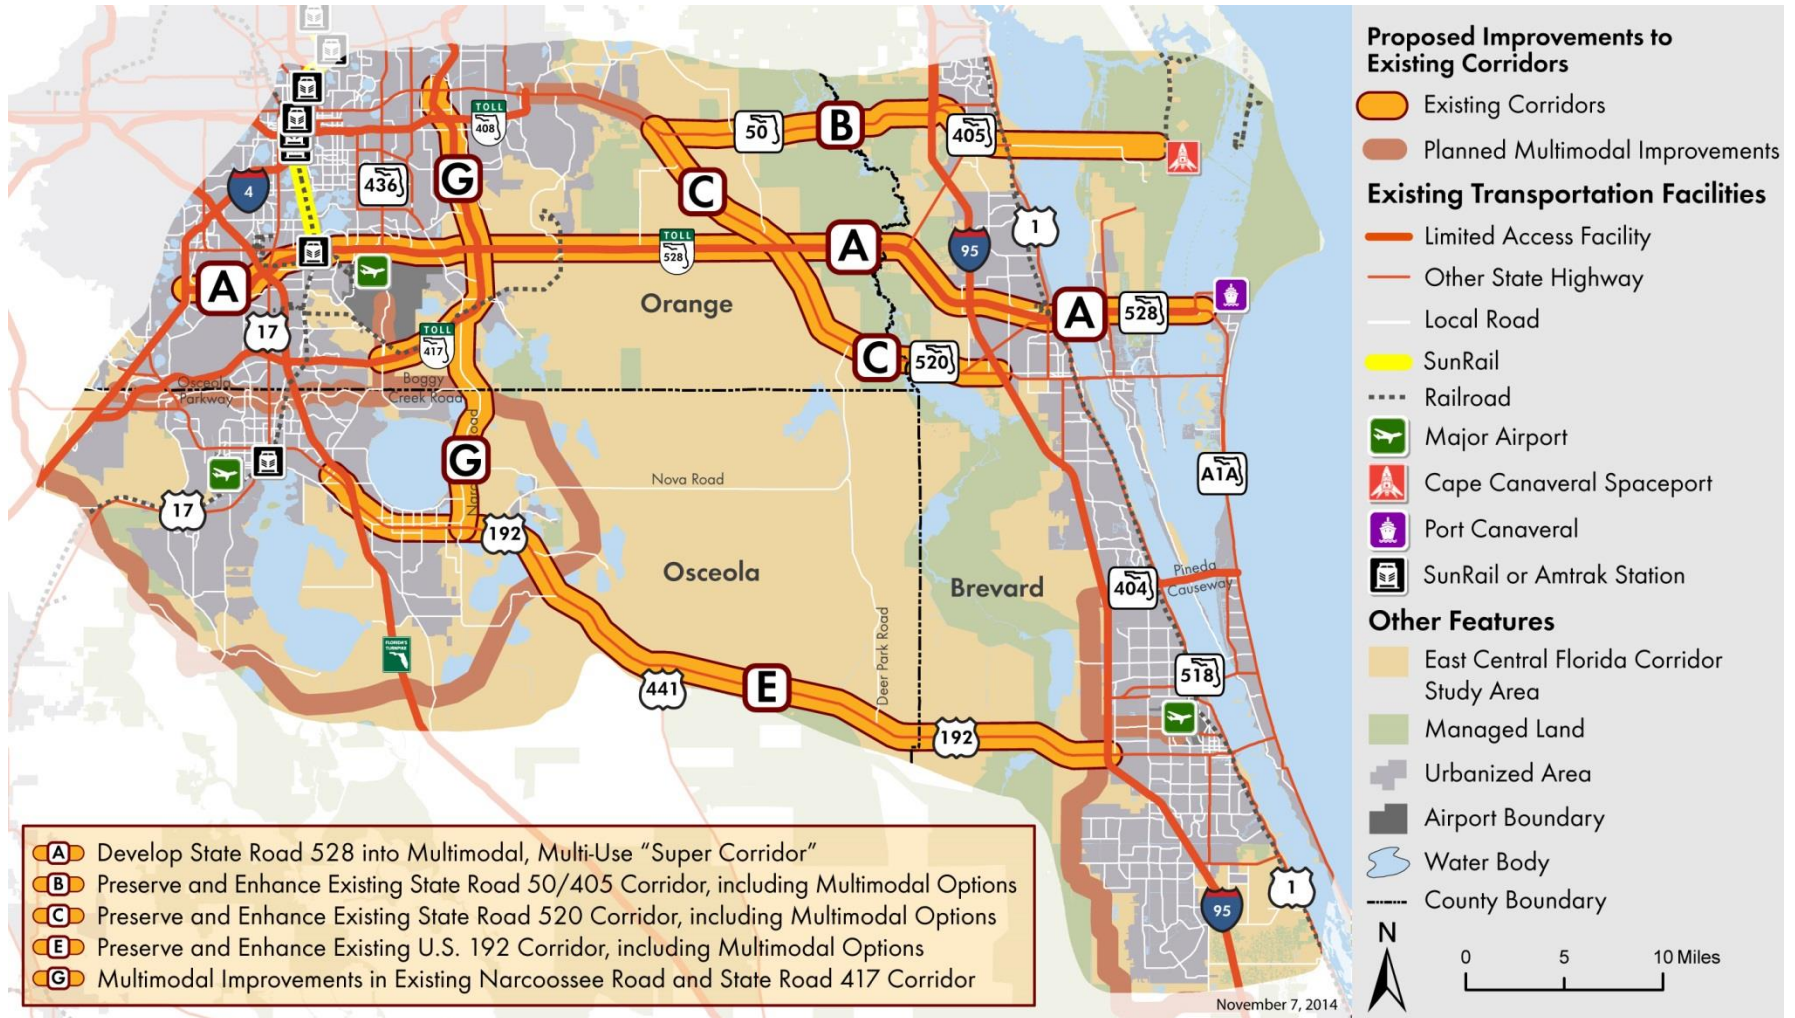 TOLL
408
50
B
405
4
436
G
C
1
A
TOLL
528
95
A
Orange
A
528
17
TOLL
417
C
520
Osceola
Parkway
Boggy
Creek Road
G
Nova Road
A1A
17
192
Osceola
Brevard
404
Pineda
Causeway
Deer Park Road
FLORIDA'S
TURNPIKE
441
E
518
192
1
95
A Develop State Road 528 into Multimodal, Multi-Use “Super Corridor”
B Preserve and Enhance Existing State Road 50/405 Corridor, including Multimodal Options
C Preserve and Enhance Existing State Road 520 Corridor, including Multimodal Options
E Preserve and Enhance Existing U.S. 192 Corridor, including Multimodal Options
G Multimodal Improvements in Existing Narcoossee Road and State Road 417 Corridor
November 7, 2014
Proposed Improvements to
Existing Corridors
Existing Corridors
Planned Multimodal Improvements
Existing Transportation Facilities
Limited Access Facility
Other State Highway
Local Road
SunRail
Railroad
Major Airport
Cape Canaveral Spaceport
Port Canaveral
SunRail or Amtrak Station
Other Features
East Central Florida Corridor
Study Area
Managed Land
Urbanized Area
Airport Boundary
Water Body
County Boundary
N
0 5 10 Miles